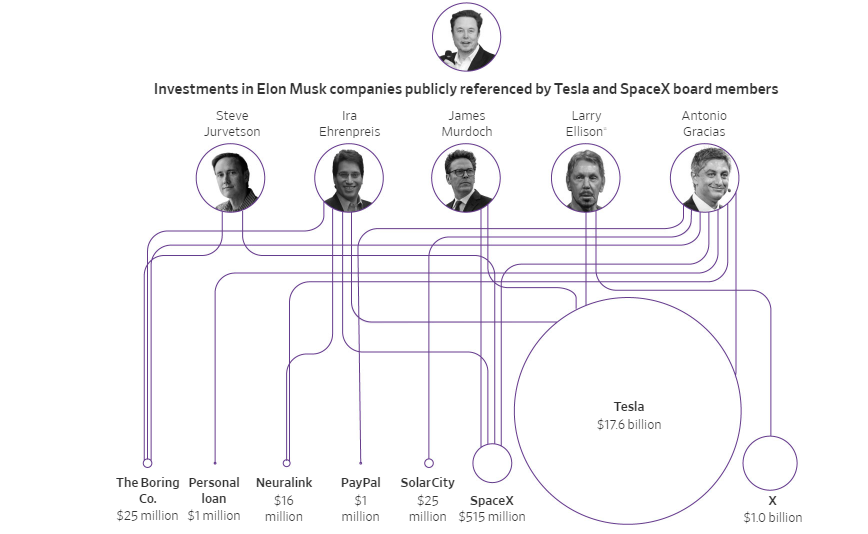 Investments in Elon Musk companies publicly referenced by Tesla and SpaceX board members
Steve
Jurvetson
Ira
Ehrenpreis
James
Murdoch
Larry
Ellison
Antonio
Gracias
Tesla
$17.6 billion
The Boring
Co.
$25 million
Personal
loan
$1 million
Neuralink
$16
million
PayPal
$1
million
SolarCity
$25
million
SpaceX
$515 million
X
$1.0 billion